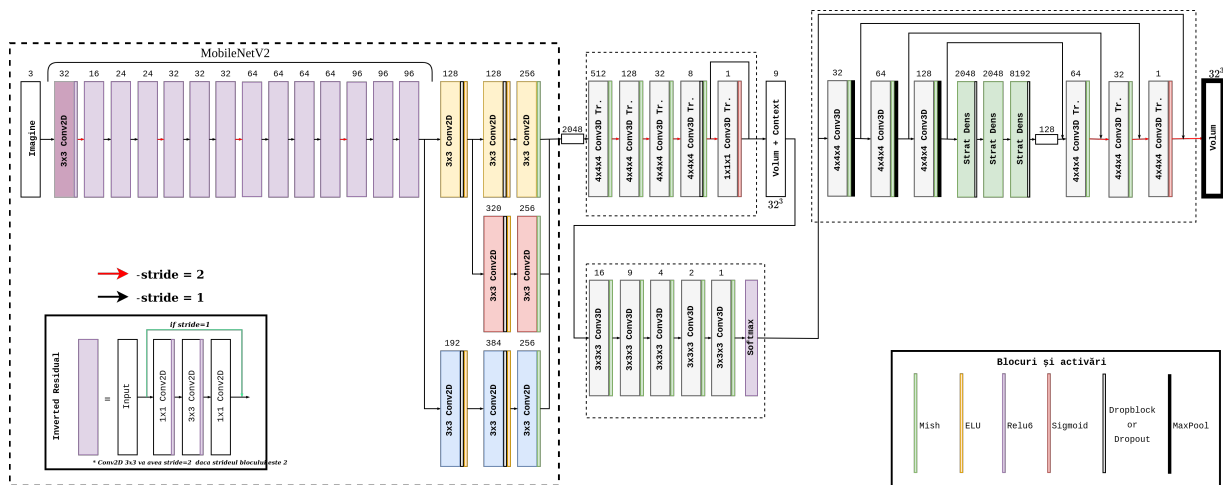 MobileNetV2
3 32 16 24 24 32 32 32 64 64 64 64 96 96 96 128 128 256
Imagine
3x3 Conv2D
3x3 Conv2D
3x3 Conv2D
3x3 Conv2D
320 256
3x3 Conv2D
3x3 Conv2D
192 384 256
3x3 Conv2D
3x3 Conv2D
3x3 Conv2D
-stride = 2
-stride = 1
Inverted Residual
=
if stride=1
Input
1x1 Conv2D
3x3 Conv2D
1x1 Conv2D
* Conv2D 3x3 va avea stride=2 daca strideul blocului este 2
2048
512 128 32 8 1 9
4x4x4 Conv3D Tr.
4x4x4 Conv3D Tr.
4x4x4 Conv3D Tr.
4x4x4 Conv3D Tr.
1x1x1 Conv3D Tr.
Volum + Context
32³
16 9 4 2 1
3x3x3 Conv3D
3x3x3 Conv3D
3x3x3 Conv3D
3x3x3 Conv3D
3x3x3 Conv3D
Softmax
32 64 128 2048 2048 8192 128 64 32 1 32³
4x4x4 Conv3D
4x4x4 Conv3D
4x4x4 Conv3D
Strat Dens
Strat Dens
Strat Dens
4x4x4 Conv3D Tr.
4x4x4 Conv3D Tr.
4x4x4 Conv3D Tr.
Volum
Blocuri și activări
Mish
ELU
Relu6
Sigmoid
Dropblock
or
Dropout
MaxPool